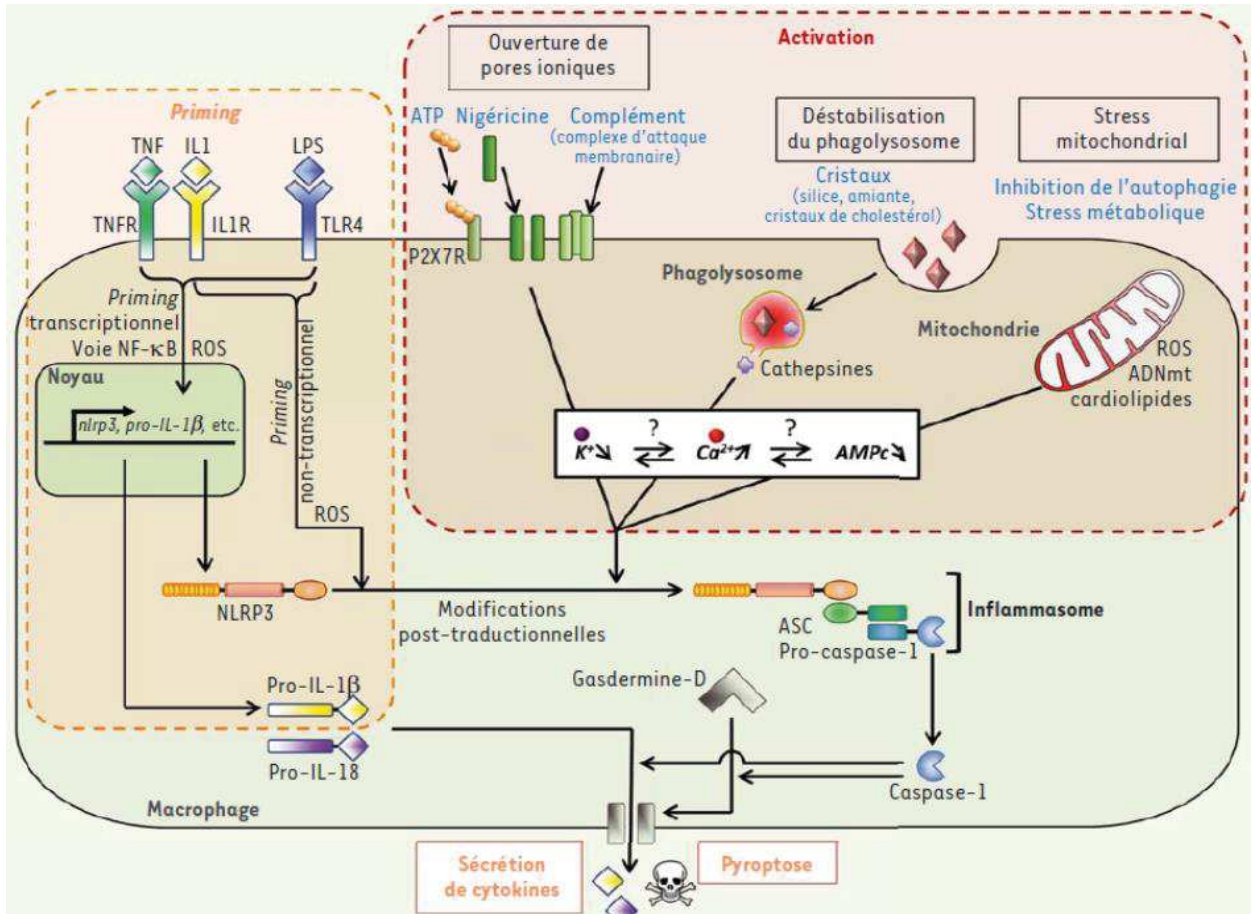 Activation
Ouverture de
pores ioniques
Priming
ATP
Nigéricine
Complément
(complexe d'attaque
membranaire)
Déstabilisation
du phagolysosome
Stress
mitochondrial
TNF
IL1
LPS
Cristaux
(silice, amiante,
cristaux de cholestérol)
Inhibition de l'autophagie
Stress métabolique
TNFR
IL1R
TLR4
P2X7R
Phagolysosome
Priming
transcriptionnel
Voie NF-κB
ROS
Mitochondrie
ROS
ADNmt
cardiolipides
Cathepsines
Noyau
nlrp3, pro-IL-1β, etc.
Priming
non-transcriptionnel
ROS
K⁺ ? Ca²⁺ ? AMPc
NLRP3
Modifications
post-traductionnelles
ASC
Pro-caspase-1
Inflammasome
Gasdermine-D
Pro-IL-1β
Pro-IL-18
Caspase-1
Macrophage
Sécrétion
de cytokines
Pyroptose